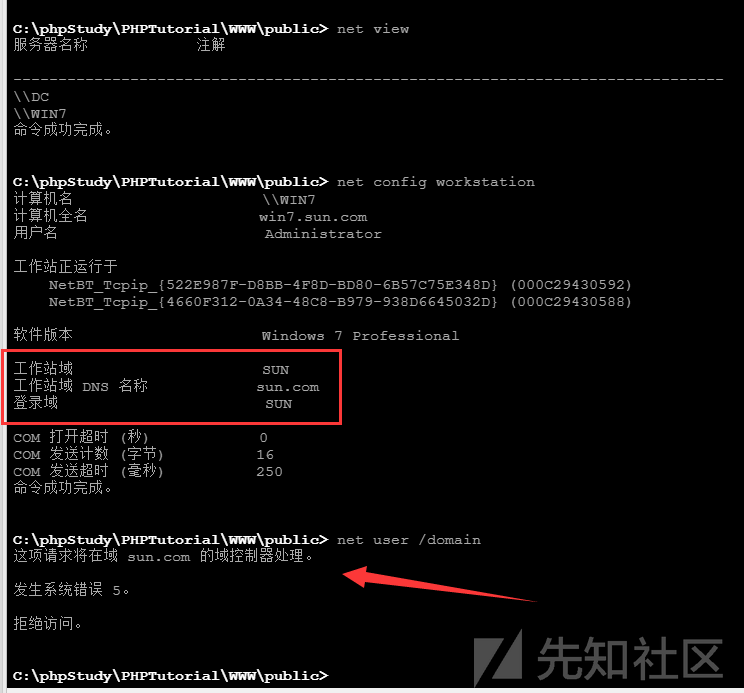 C:\phpStudy\PHPTutorial\WWW\public> net view
服务器名称 注解
-------------------------------------------------------------------------------
\\DC
\\WIN7
命令成功完成。
C:\phpStudy\PHPTutorial\WWW\public> net config workstation
计算机名 \\WIN7
计算机全名 win7.sun.com
用户名 Administrator
工作站正运行于
NetBT_Tcpip_{522E987F-D8BB-4F8D-BD80-6B57C75E348D} (000C29430592)
NetBT_Tcpip_{4660F312-0A34-48C8-B979-938D6645032D} (000C29430588)
软件版本 Windows 7 Professional
工作站域 SUN
工作站域 DNS 名称 sun.com
登录域 SUN
COM 打开超时 (秒) 0
COM 发送计数 (字节) 16
COM 发送超时 (毫秒) 250
命令成功完成。
C:\phpStudy\PHPTutorial\WWW\public> net user /domain
这项请求将在域 sun.com 的域控制器处理。
发生系统错误 5。
拒绝访问。
C:\phpStudy\PHPTutorial\WWW\public>
先知社区